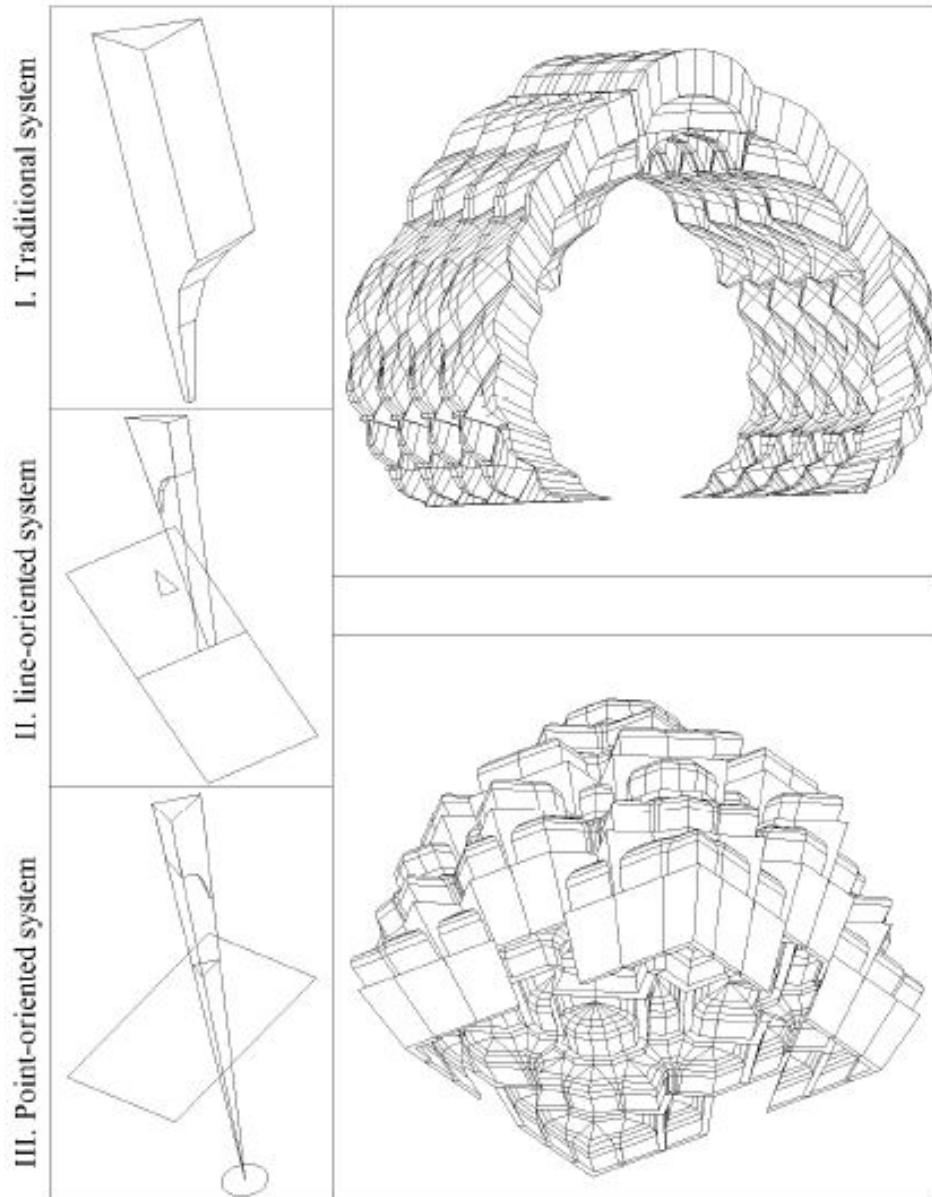 I. Traditional system
II. line-oriented system
III. Point-oriented system